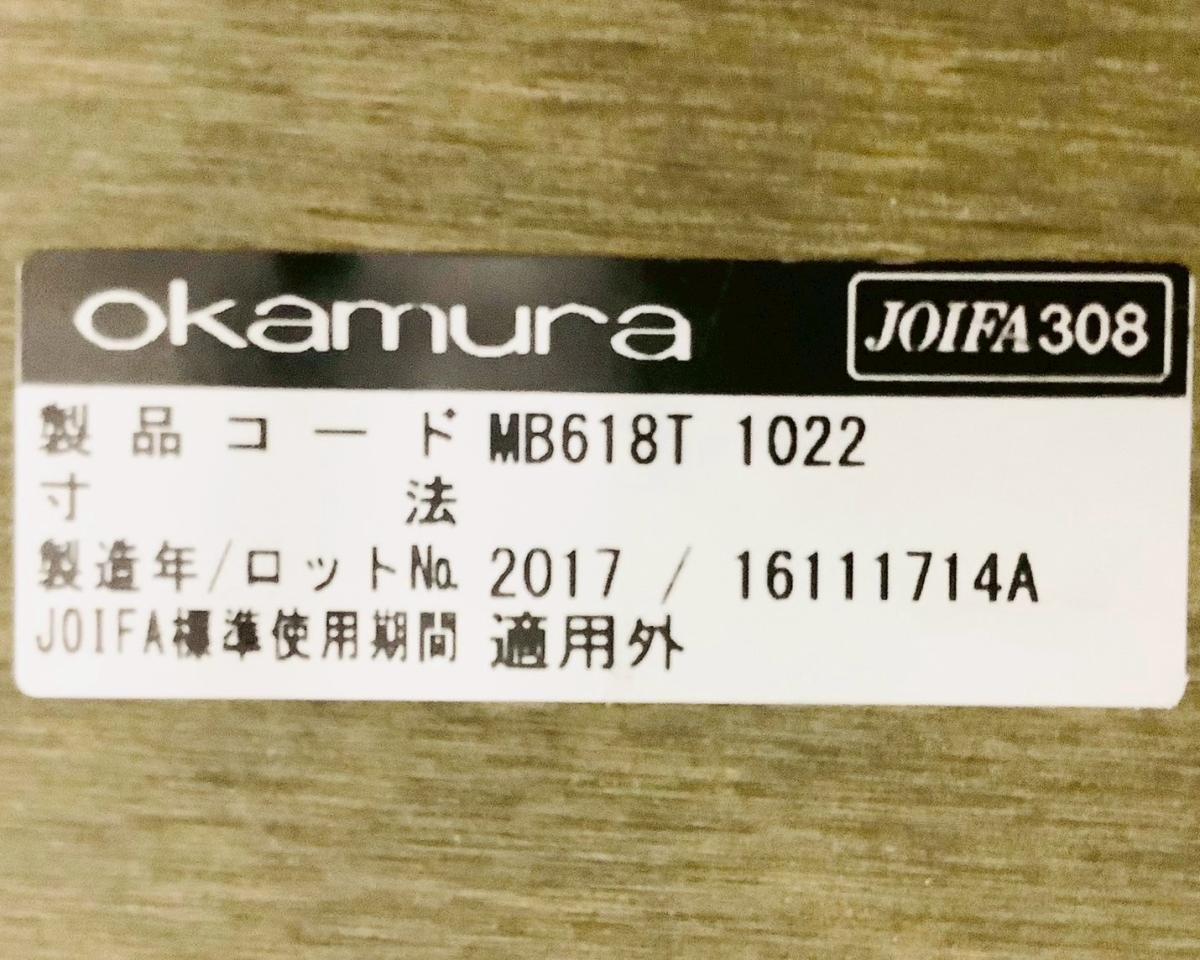 okamura JOIFA308
製品コード MB618T 1022
寸法
製造年/ロットNo. 2017 / 16111714A
JOIFA標準使用期間 適用外